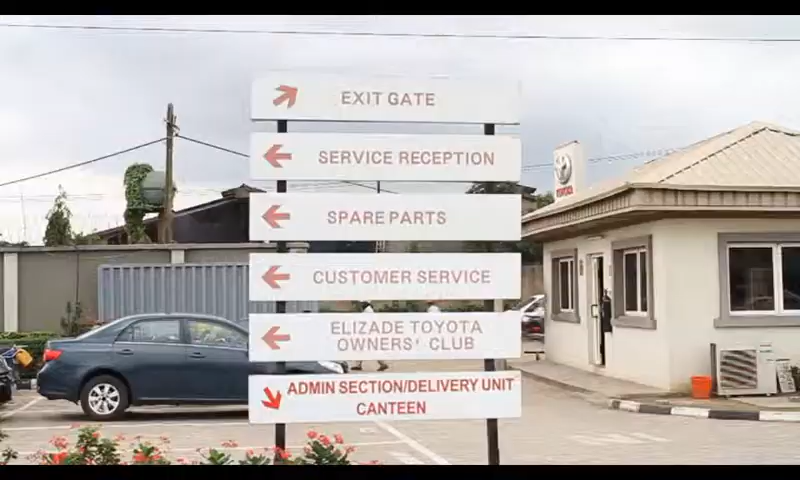 EXIT GATE
SERVICE RECEPTION
SPARE PARTS
CUSTOMER SERVICE
ELIZADE TOYOTA
OWNERS' CLUB
ADMIN SECTION/DELIVERY UNIT
CANTEEN
TOYOTA